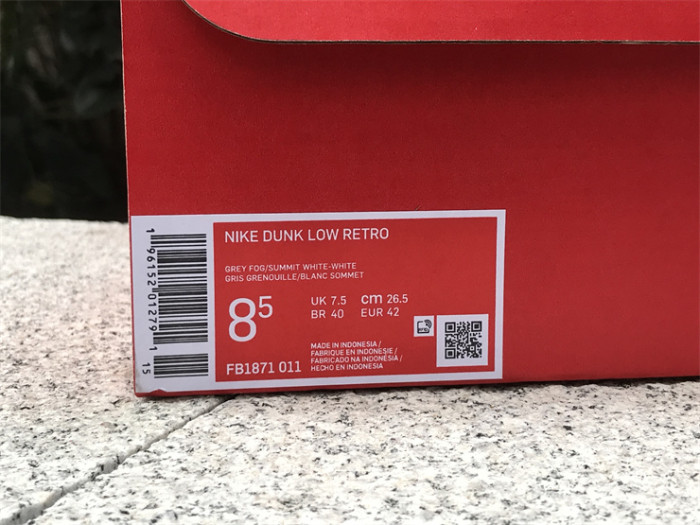 NIKE DUNK LOW RETRO
GREY FOG/SUMMIT WHITE-WHITE
GRIS GRENOUILLE/BLANC SOMMET
8⁵
UK 7.5 cm 26.5
BR 40 EUR 42
FB1871 011
MADE IN INDONESIA/
FABRIQUE EN INDONESIE/
FABRICADO NA INDONESIA/
HECHO EN INDONESIA
1 96152 01279 1
15